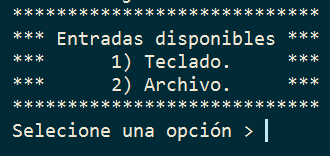 ****************************
*** Entradas disponibles ***
***      1) Teclado.     ***
***      2) Archivo.     ***
****************************
Selecione una opción >